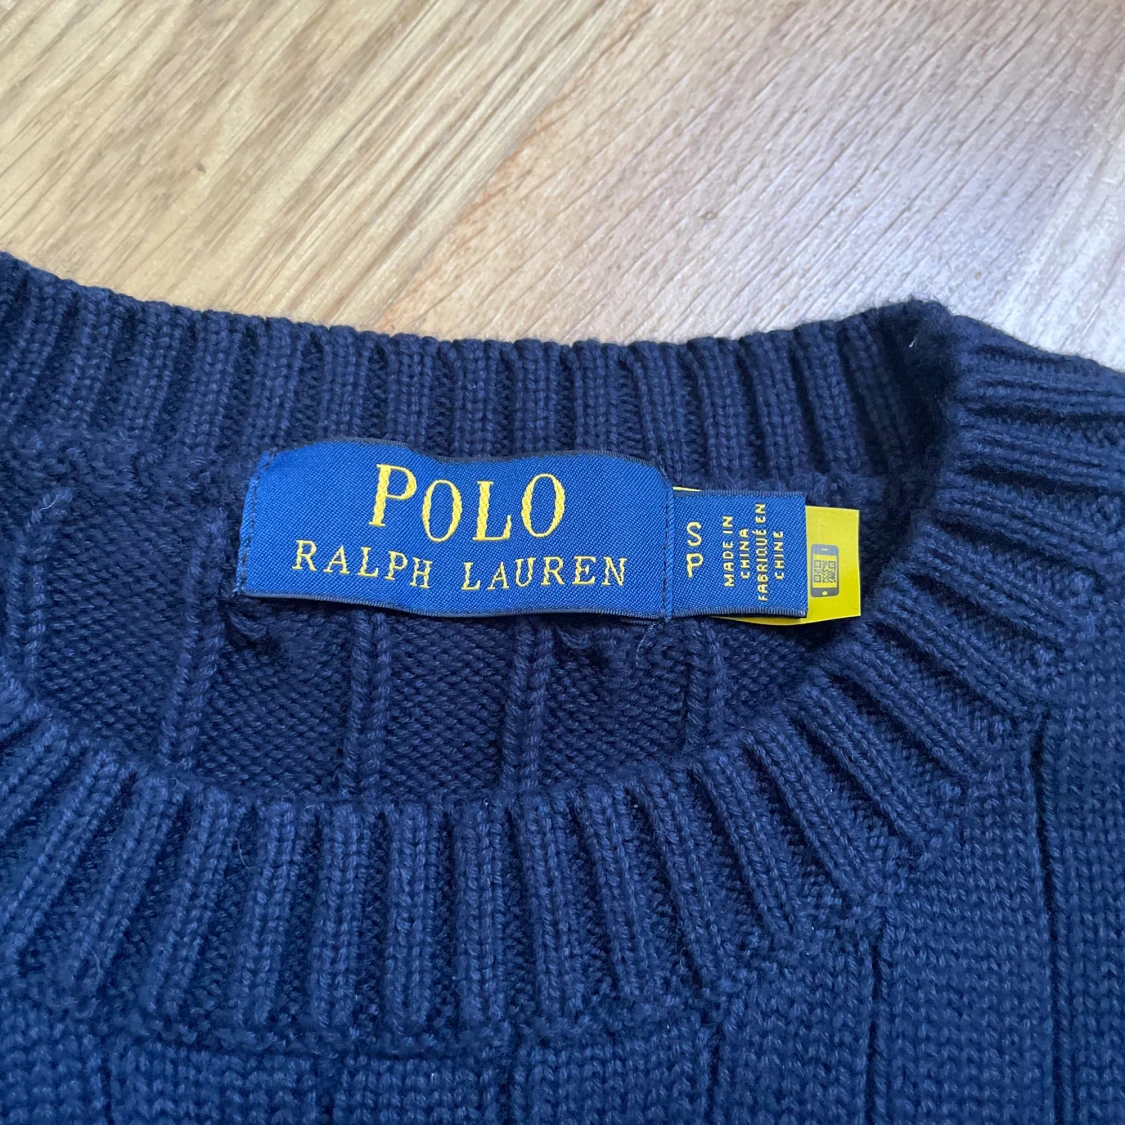 POLO
RALPH LAUREN
S
P
MADE IN
CHINA
FABRIQUÉ EN
CHINE